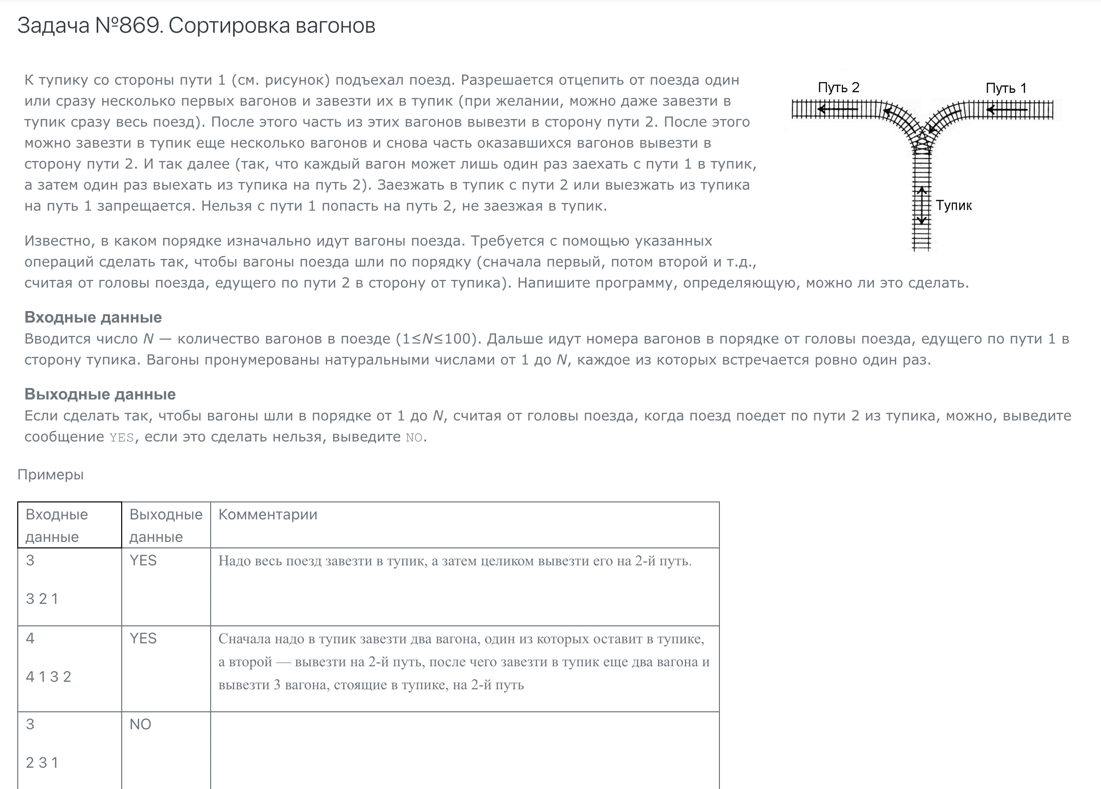 Задача №869. Сортировка вагонов
К тупику со стороны пути 1 (см. рисунок) подъехал поезд. Разрешается отцепить от поезда один
или сразу несколько первых вагонов и завезти их в тупик (при желании, можно даже завезти в
тупик сразу весь поезд). После этого часть из этих вагонов вывезти в сторону пути 2. После этого
можно завезти в тупик еще несколько вагонов и снова часть оказавшихся вагонов вывезти в
сторону пути 2. И так далее (так, что каждый вагон может лишь один раз заехать с пути 1 в тупик,
а затем один раз выехать из тупика на путь 2). Заезжать в тупик с пути 2 или выезжать из тупика
на путь 1 запрещается. Нельзя с пути 1 попасть на путь 2, не заезжая в тупик.
Путь 2
Путь 1
Тупик
Известно, в каком порядке изначально идут вагоны поезда. Требуется с помощью указанных
операций сделать так, чтобы вагоны поезда шли по порядку (сначала первый, потом второй и т.д.,
считая от головы поезда, едущего по пути 2 в сторону от тупика). Напишите программу, определяющую, можно ли это сделать.
Входные данные
Вводится число N — количество вагонов в поезде (1≤N≤100). Дальше идут номера вагонов в порядке от головы поезда, едущего по пути 1 в
сторону тупика. Вагоны пронумерованы натуральными числами от 1 до N, каждое из которых встречается ровно один раз.
Выходные данные
Если сделать так, чтобы вагоны шли в порядке от 1 до N, считая от головы поезда, когда поезд поедет по пути 2 из тупика, можно, выведите
сообщение YES, если это сделать нельзя, выведите NO.
Примеры
Входные данные
Выходные данные
Комментарии
3
3 2 1
YES
Надо весь поезд завезти в тупик, а затем целиком вывезти его на 2-й путь.
4
4 1 3 2
YES
Сначала надо в тупик завезти два вагона, один из которых оставит в тупике,
а второй — вывезти на 2-й путь, после чего завезти в тупик еще два вагона и
вывезти 3 вагона, стоящие в тупике, на 2-й путь
3
2 3 1
NO